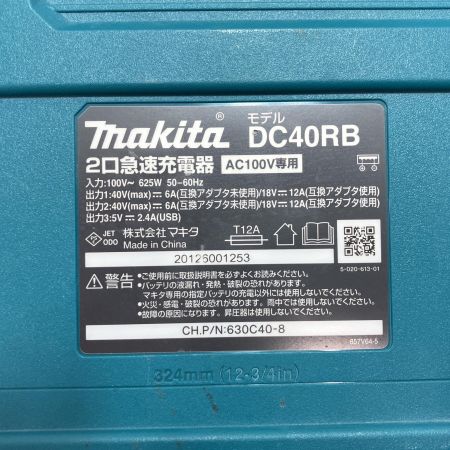 makita モデル DC40RB
2口急速充電器 AC100V専用
入力:100V～ 625W 50-60Hz
出力1:40V(max)⎓6A(互換アダプタ未使用)/18V⎓12A(互換アダプタ使用)
出力2:40V(max)⎓6A(互換アダプタ未使用)/18V⎓12A(互換アダプタ使用)
出力3:5V⎓2.4A(USB)
PS E JET ODO 株式会社マキタ T12A
Made in China
20126001253
5-020-613-01
警告 •ご使用前に取扱説明書を必ずよくお読みください。
•バッテリの液漏れ・発熱・破裂の恐れがあります。
マキタ専用の指定バッテリの充電以外には使用しないでください。
•火災・感電・破裂の恐れがあります。雨中では使用しないでください。
•故障の原因になります。昇圧器は使用しないでください。
CH.P/N:630C40-8
857V64-5
324mm (12-3/4in)